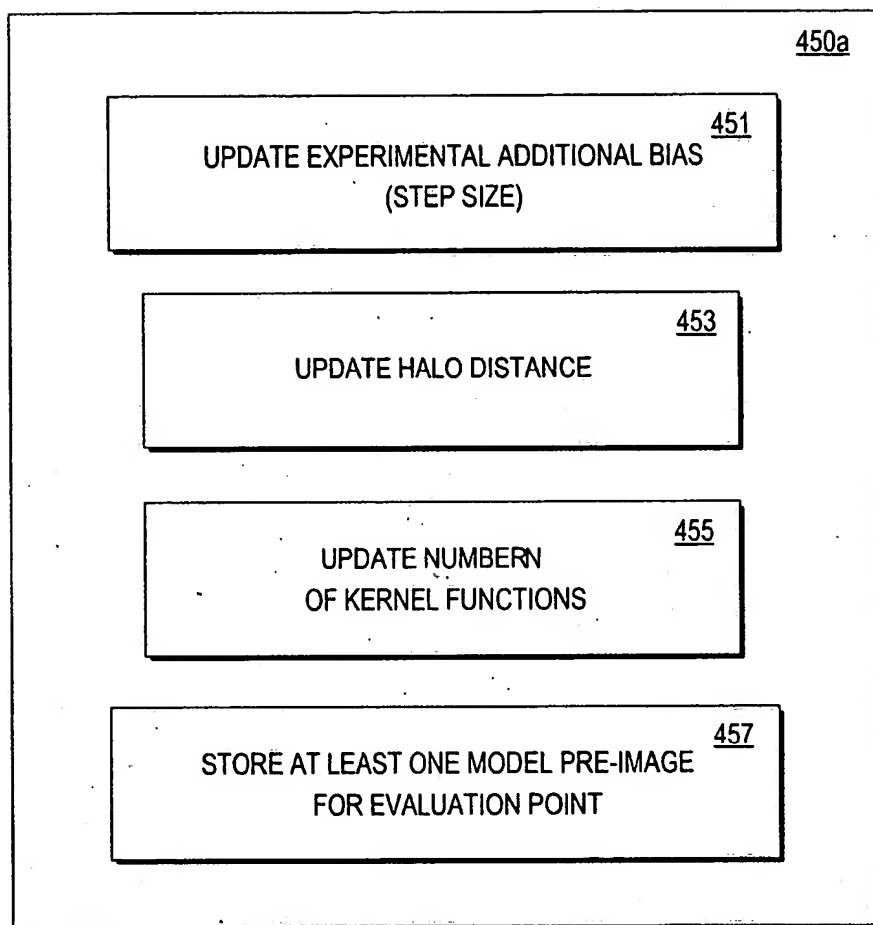 450a
451
UPDATE EXPERIMENTAL ADDITIONAL BIAS
(STEP SIZE)
453
UPDATE HALO DISTANCE
455
UPDATE NUMBERN
OF KERNEL FUNCTIONS
457
STORE AT LEAST ONE MODEL PRE-IMAGE
FOR EVALUATION POINT